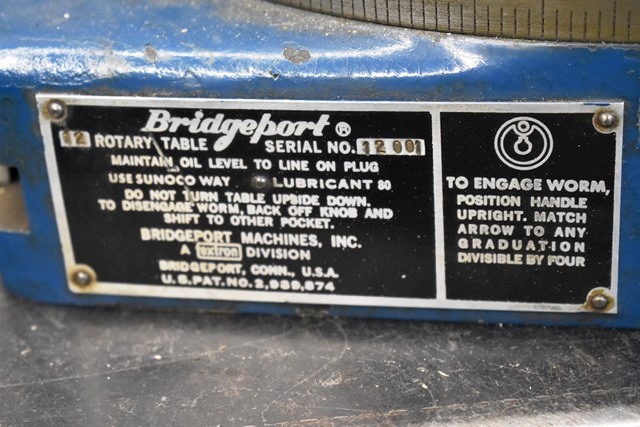 Bridgeport ®
12 ROTARY TABLE SERIAL NO. 12 001
MAINTAIN OIL LEVEL TO LINE ON PLUG
USE SUNOCO WAY LUBRICANT 80
DO NOT TURN TABLE UPSIDE DOWN.
TO DISENGAGE WORM, BACK OFF KNOB AND
SHIFT TO OTHER POCKET.
BRIDGEPORT MACHINES, INC.
A textron DIVISION
BRIDGEPORT, CONN., U.S.A.
U.S. PAT. NO. 2,989,874
TO ENGAGE WORM,
POSITION HANDLE
UPRIGHT. MATCH
ARROW TO ANY
GRADUATION
DIVISIBLE BY FOUR